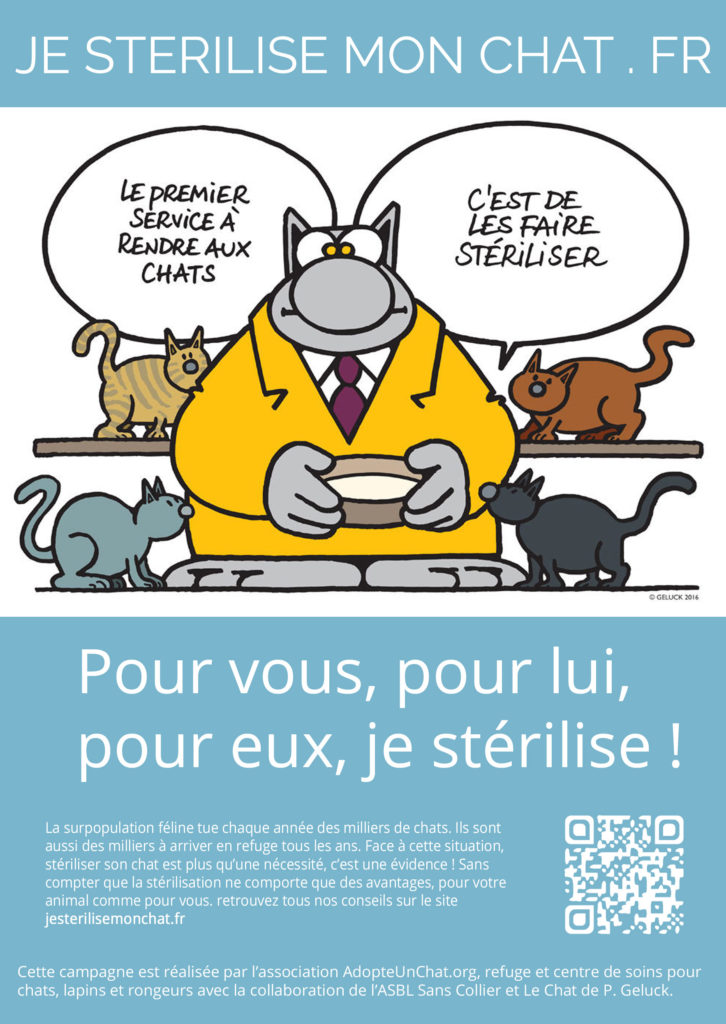 JE STERILISE MON CHAT . FR
LE PREMIER
SERVICE À
RENDRE AUX
CHATS
C'EST DE
LES FAIRE
STÉRILISER
© GELUCK 2016
Pour vous, pour lui,
pour eux, je stérilise !
La surpopulation féline tue chaque année des milliers de chats. Ils sont
aussi des milliers à arriver en refuge tous les ans. Face à cette situation,
stériliser son chat est plus qu'une nécessité, c'est une évidence ! Sans
compter que la stérilisation ne comporte que des avantages, pour votre
animal comme pour vous. retrouvez tous nos conseils sur le site
jesterilisemonchat.fr
Cette campagne est réalisée par l'association AdopteUnChat.org, refuge et centre de soins pour
chats, lapins et rongeurs avec la collaboration de l'ASBL Sans Collier et Le Chat de P. Geluck.